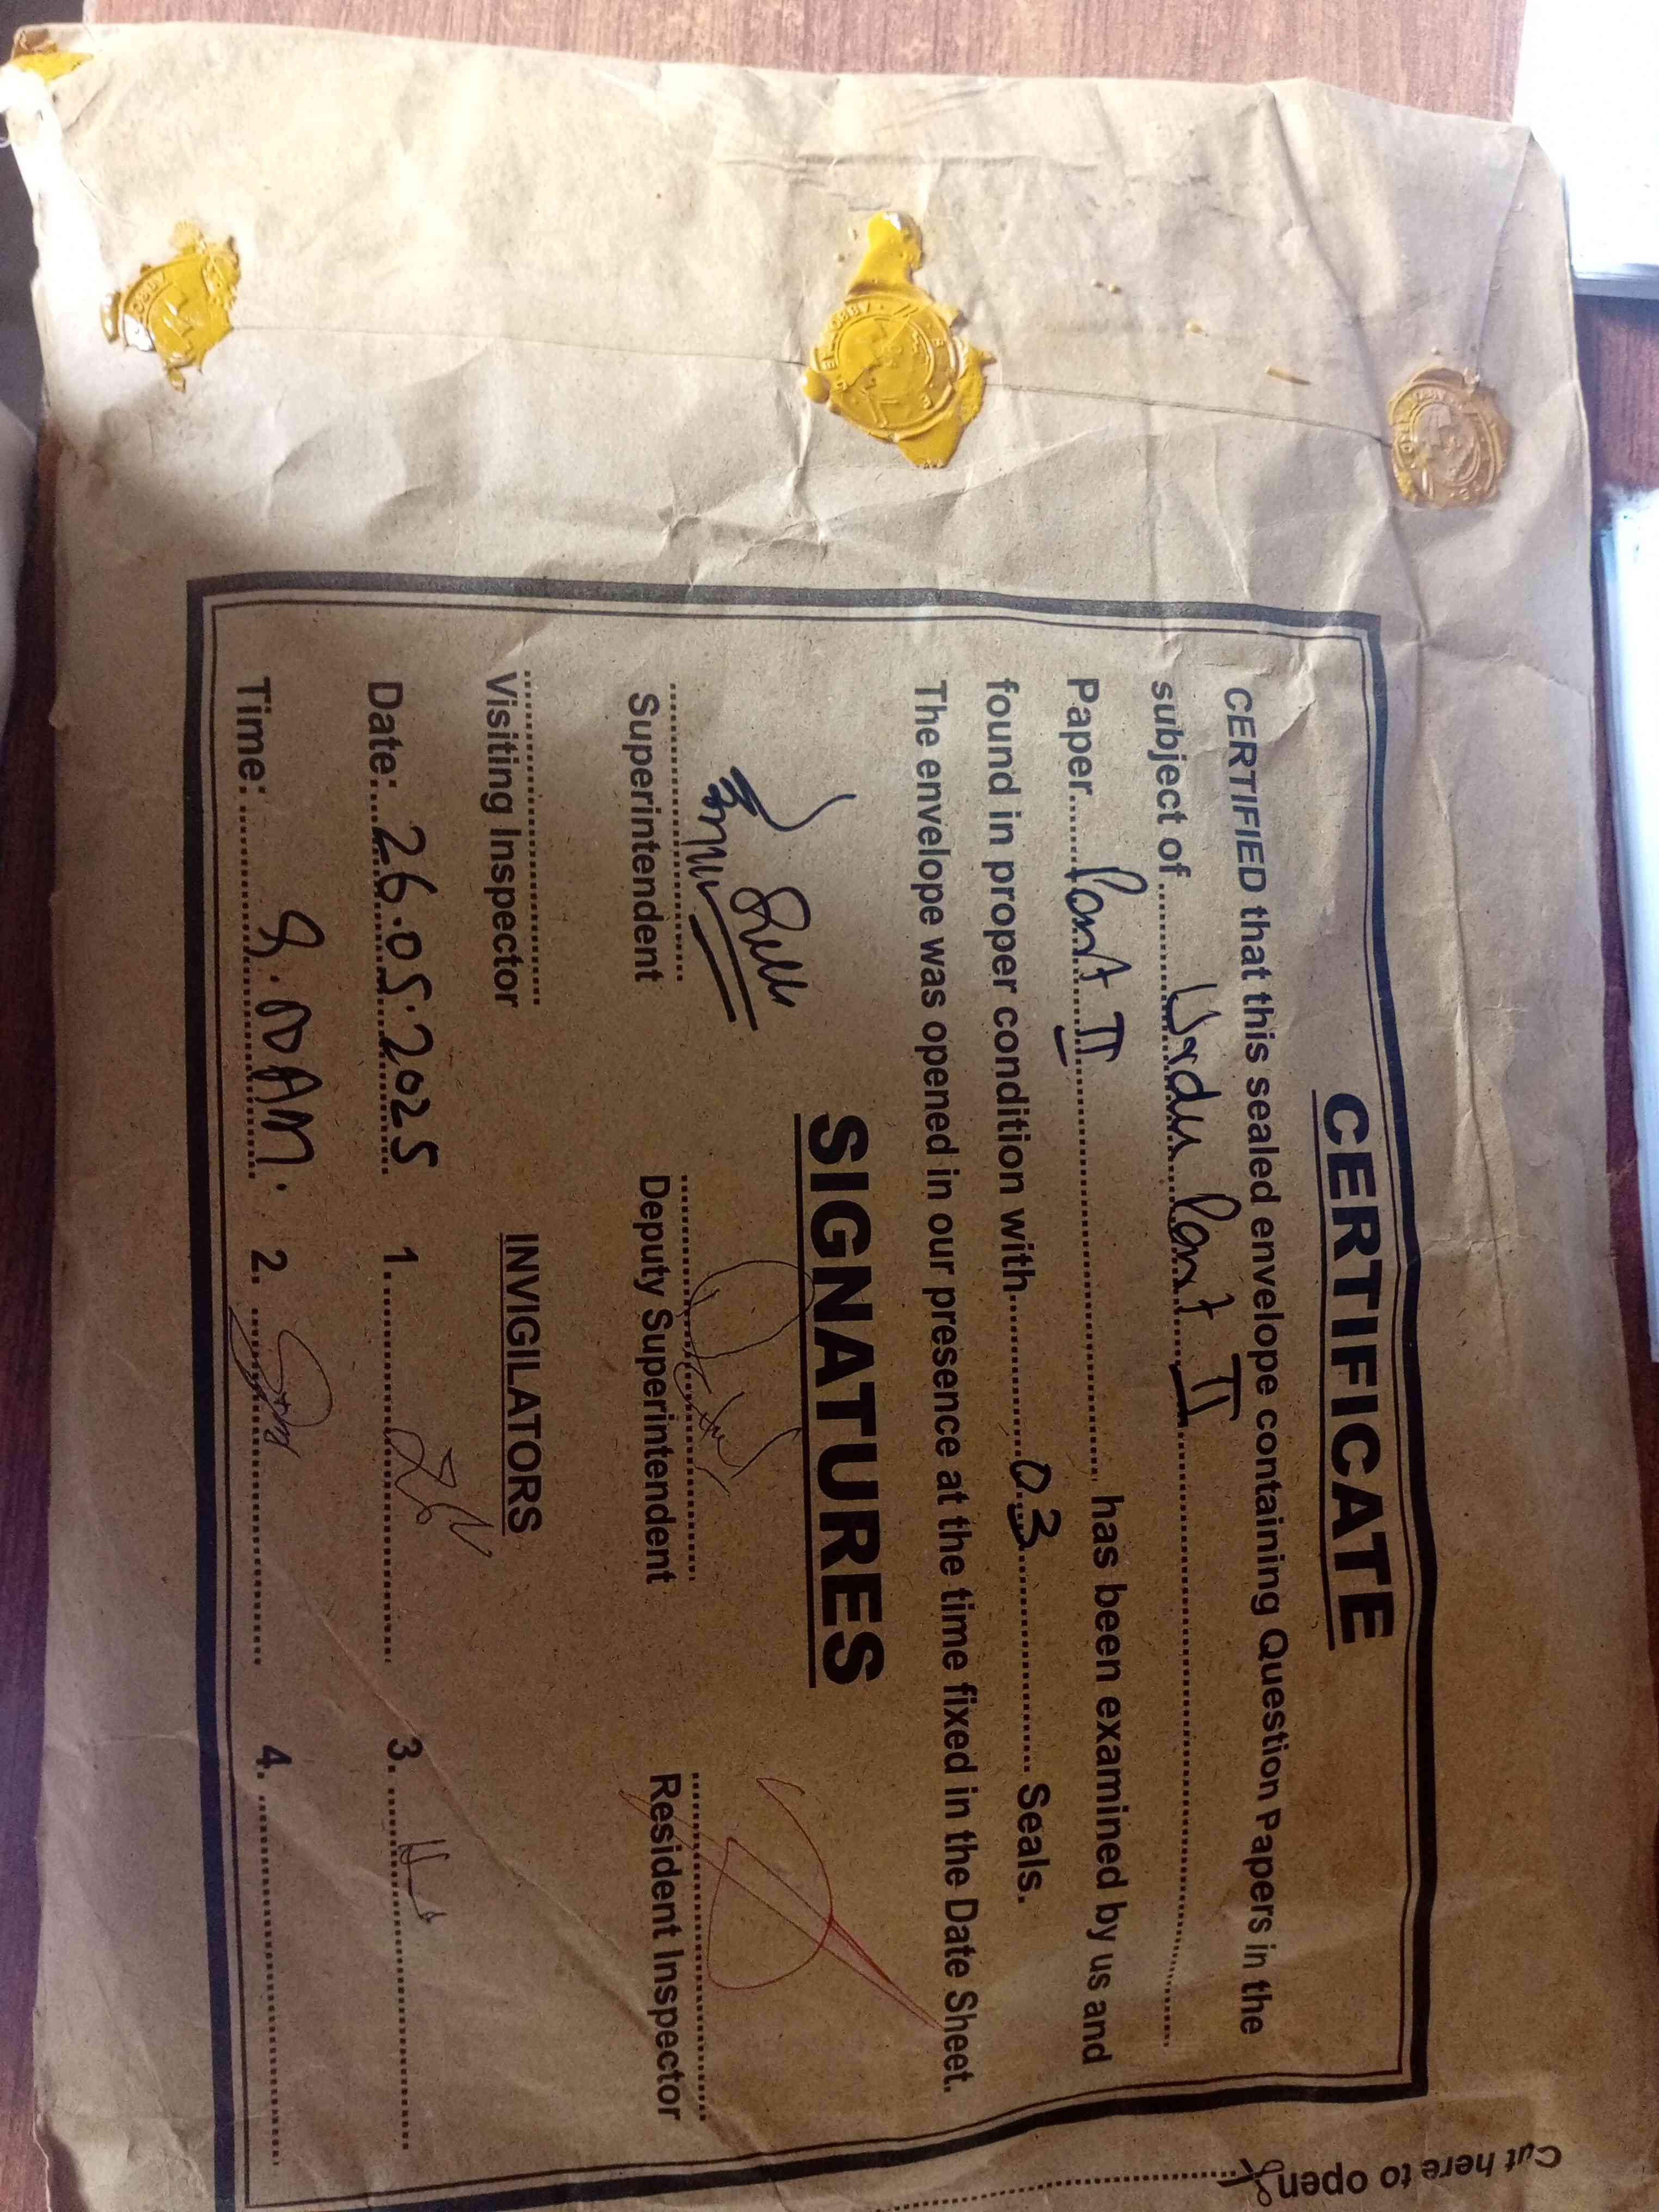 CERTIFICATE
CERTIFIED that this sealed envelope containing Question Papers in the
subject of ........ Urdu Part II ........
Paper..... Part II ........ has been examined by us and
found in proper condition with........ 03 ........ Seals.
The envelope was opened in our presence at the time fixed in the Date Sheet.
SIGNATURES
Superintendent Deputy Superintendent Resident Inspector
Visiting Inspector INVIGILATORS
Date: 26.05.2025 1. ........ 3. ........
Time: 9.00AM. 2. ........ 4. ........
Cut here to open